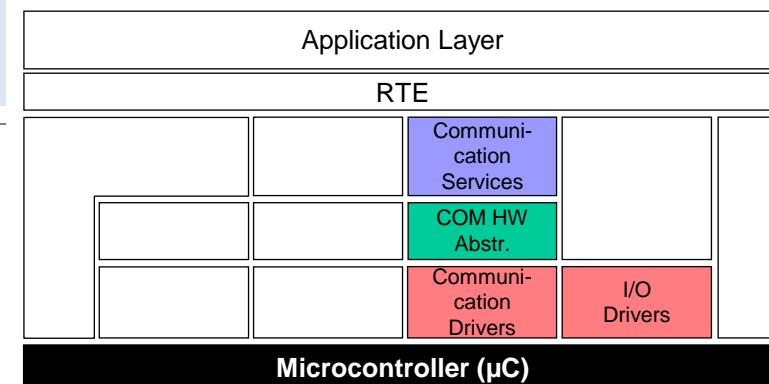 Application Layer
RTE
Communi-
cation
Services
COM HW
Abstr.
Communi-
cation
Drivers
I/O
Drivers
Microcontroller (µC)